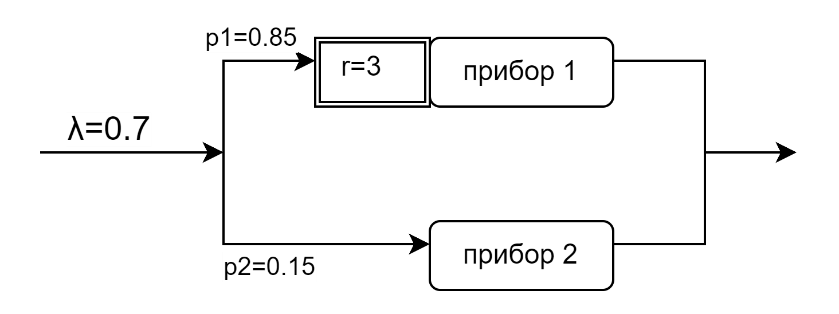 p1=0.85
r=3
прибор 1
λ=0.7
p2=0.15
прибор 2